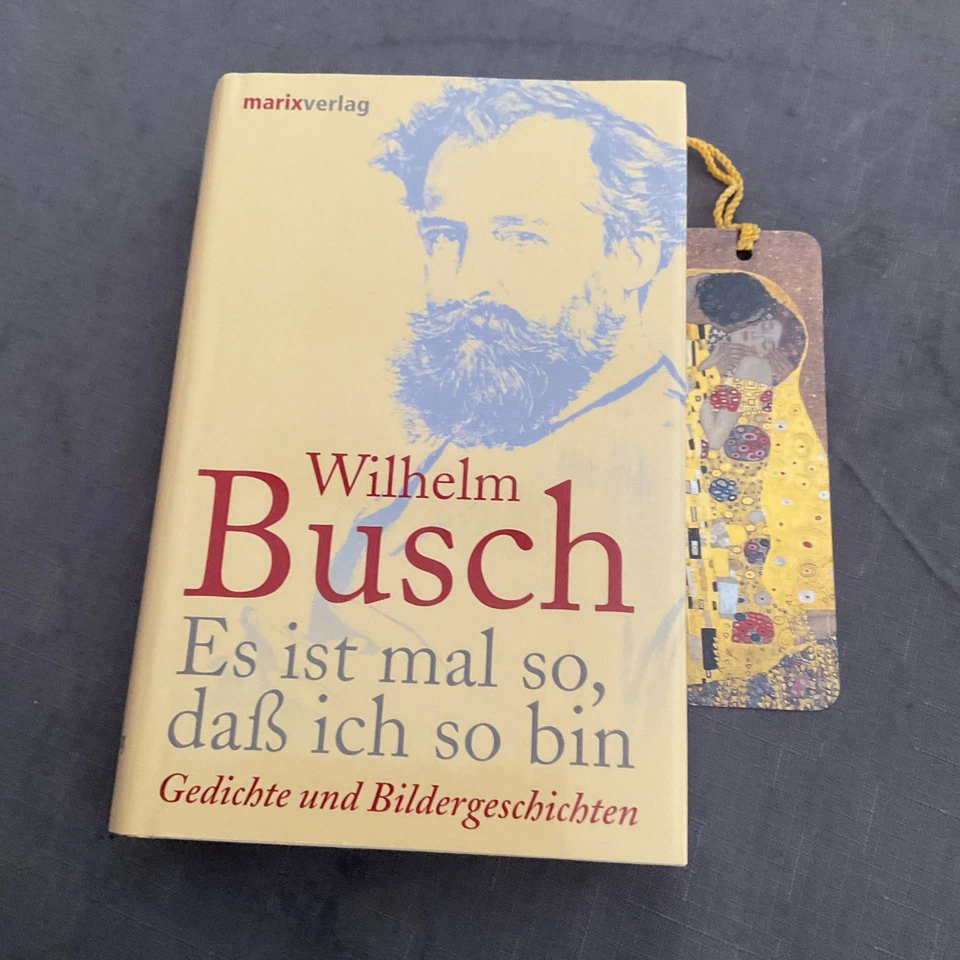 marixverlag
Wilhelm
Busch
Es ist mal so,
daß ich so bin
Gedichte und Bildergeschichten